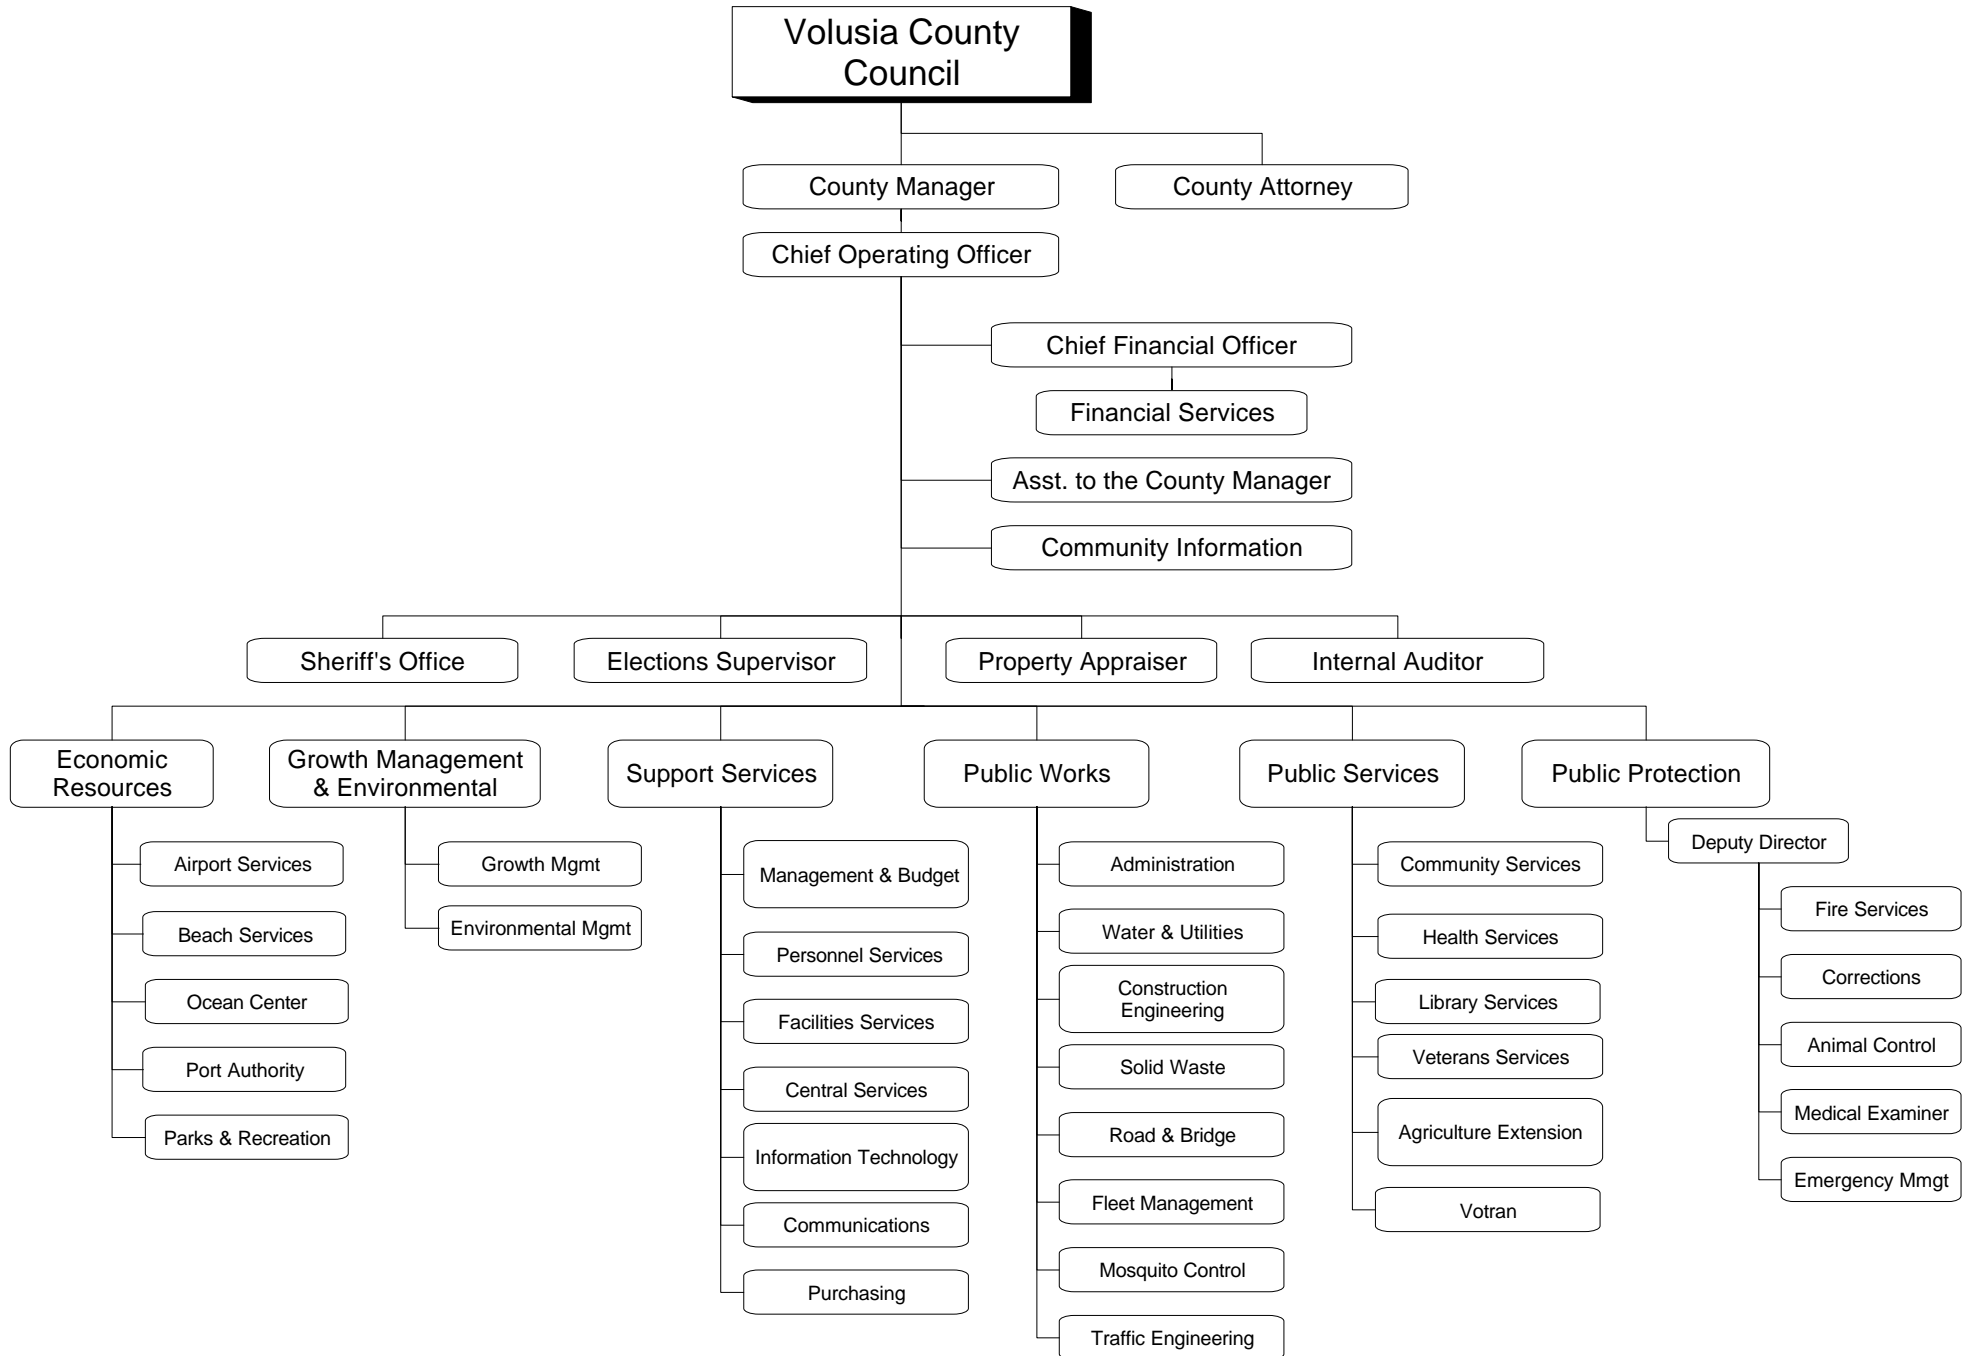 Volusia County
Council
County Manager
County Attorney
Chief Operating Officer
Chief Financial Officer
Financial Services
Asst. to the County Manager
Community Information
Sheriff's Office
Elections Supervisor
Property Appraiser
Internal Auditor
Economic
Resources
Growth Management
& Environmental
Support Services
Public Works
Public Services
Public Protection
Airport Services
Beach Services
Ocean Center
Port Authority
Parks & Recreation
Growth Mgmt
Environmental Mgmt
Management & Budget
Personnel Services
Facilities Services
Central Services
Information Technology
Communications
Purchasing
Administration
Water & Utilities
Construction
Engineering
Solid Waste
Road & Bridge
Fleet Management
Mosquito Control
Traffic Engineering
Community Services
Health Services
Library Services
Veterans Services
Agriculture Extension
Votran
Deputy Director
Fire Services
Corrections
Animal Control
Medical Examiner
Emergency Mmgt